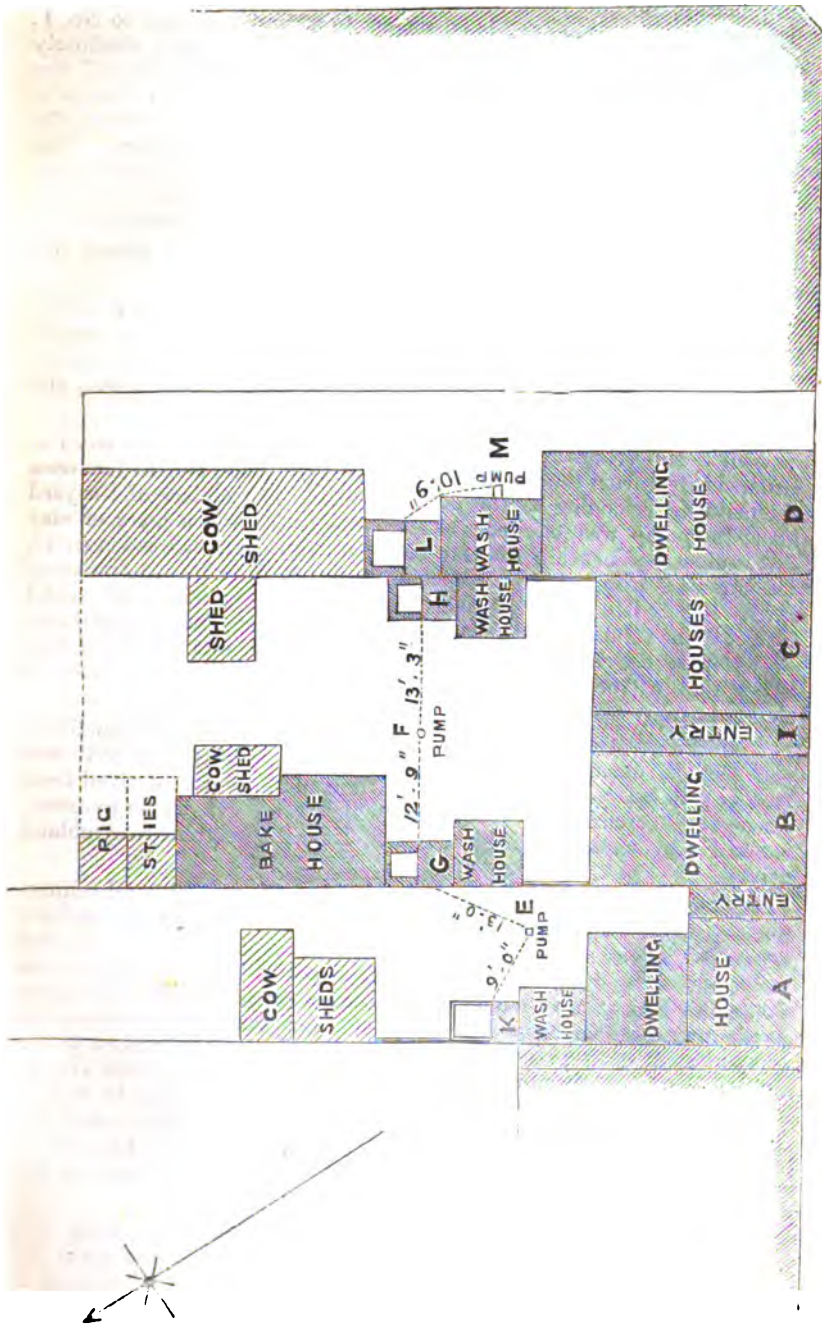 COW
SHED
SHED
PIG
STIES
COW
SHED
BAKE
HOUSE
COW
SHEDS
L
10'. 9"
PUMP
M
WASH
HOUSE
H
WASH
HOUSE
13'. 3"
F
12'. 9"
PUMP
G
WASH
HOUSE
13'. 0"
E
PUMP
9'. 0"
K
WASH
HOUSE
DWELLING
HOUSE
D
HOUSES
C
ENTRY
I
DWELLING
B
ENTRY
DWELLING
HOUSE
A